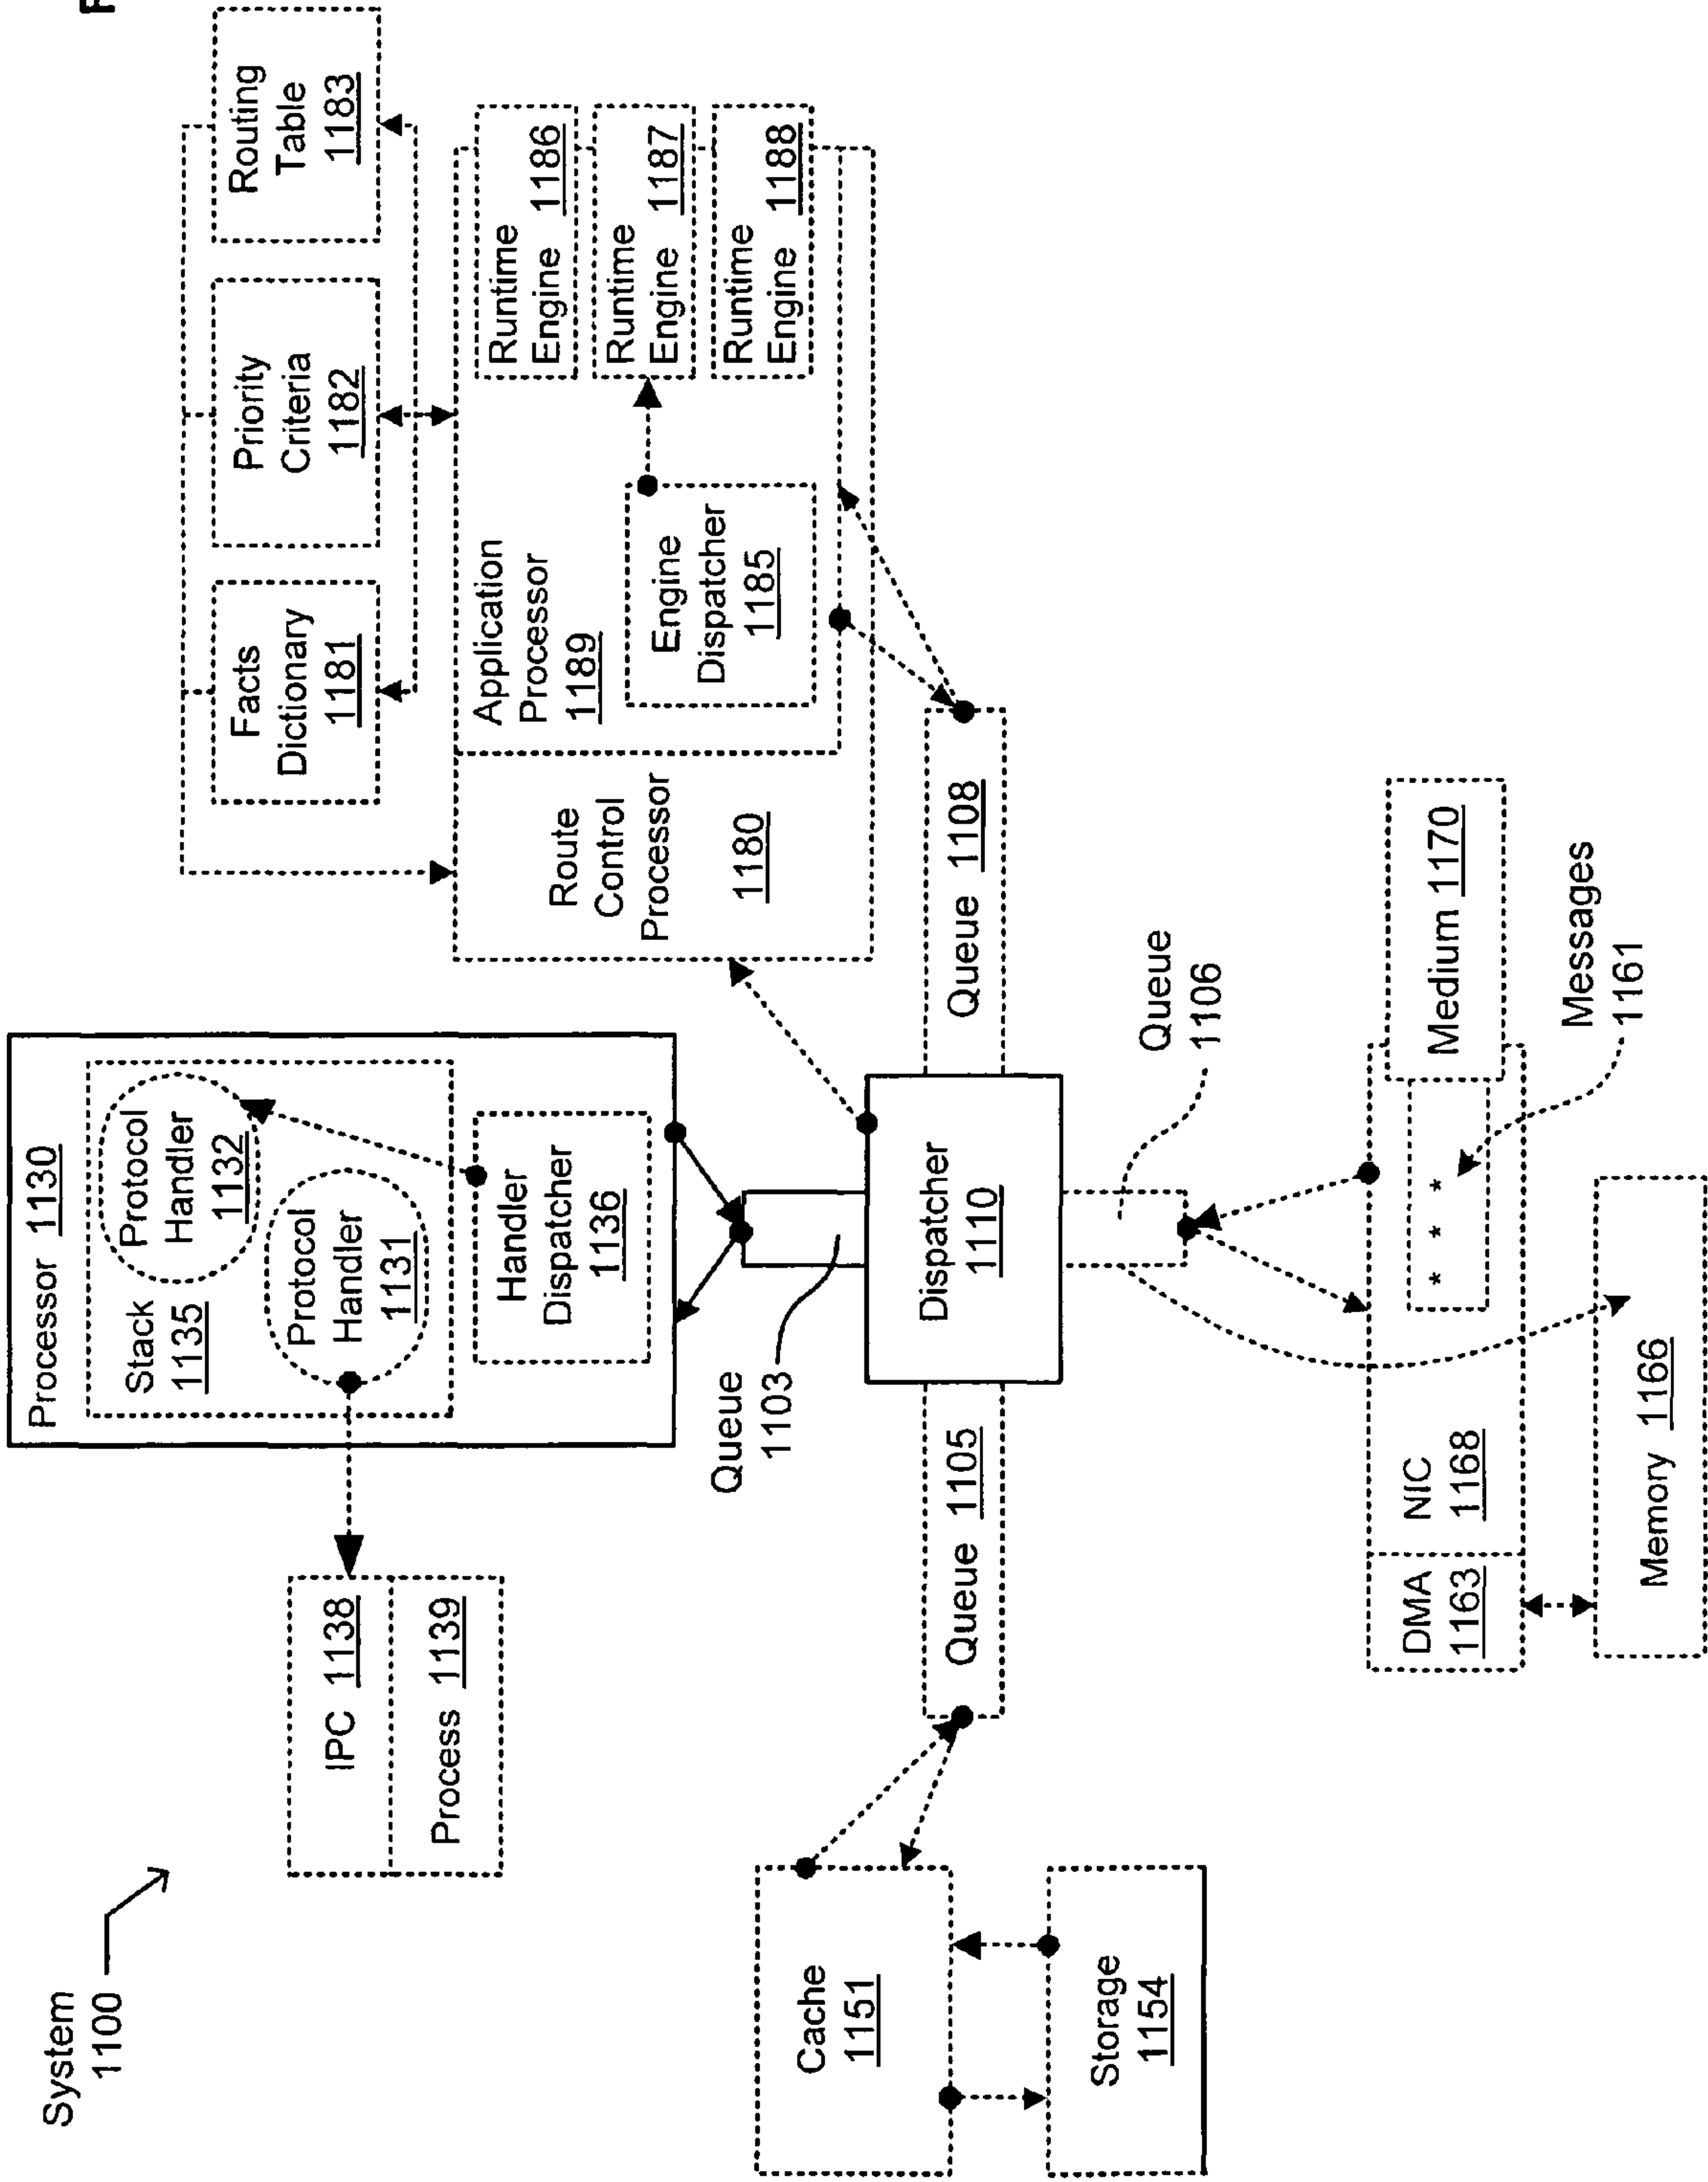 System
1100
F
Processor 1130
Stack
1135
Protocol
Handler
1132
Protocol
Handler
1131
Handler
Dispatcher
1136
IPC 1138
Process 1139
Facts
Dictionary
1181
Priority
Criteria
1182
Routing
Table
1183
Route
Control
Processor
1180
Application
Processor
1189
Engine
Dispatcher
1185
Runtime
Engine 1186
Runtime
Engine 1187
Runtime
Engine 1188
Queue
1103
Queue 1105
Dispatcher
1110
Queue 1108
Queue
1106
Cache
1151
Storage
1154
DMA
1163
NIC
1168
* * *
Medium 1170
Messages
1161
Memory 1166